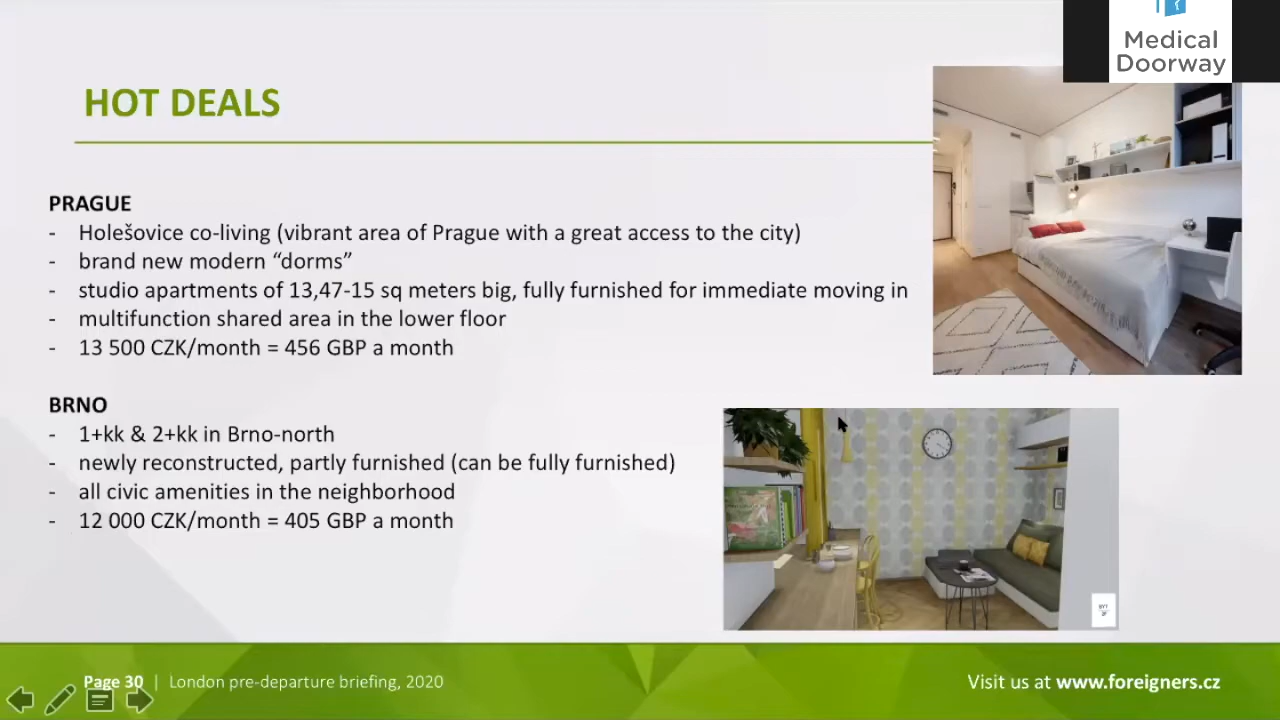 Medical
Doorway
HOT DEALS
PRAGUE
- Holešovice co-living (vibrant area of Prague with a great access to the city)
- brand new modern “dorms”
- studio apartments of 13,47-15 sq meters big, fully furnished for immediate moving in
- multifunction shared area in the lower floor
- 13 500 CZK/month = 456 GBP a month
BRNO
- 1+kk & 2+kk in Brno-north
- newly reconstructed, partly furnished (can be fully furnished)
- all civic amenities in the neighborhood
- 12 000 CZK/month = 405 GBP a month
Page 30 | London pre-departure briefing, 2020
Visit us at www.foreigners.cz